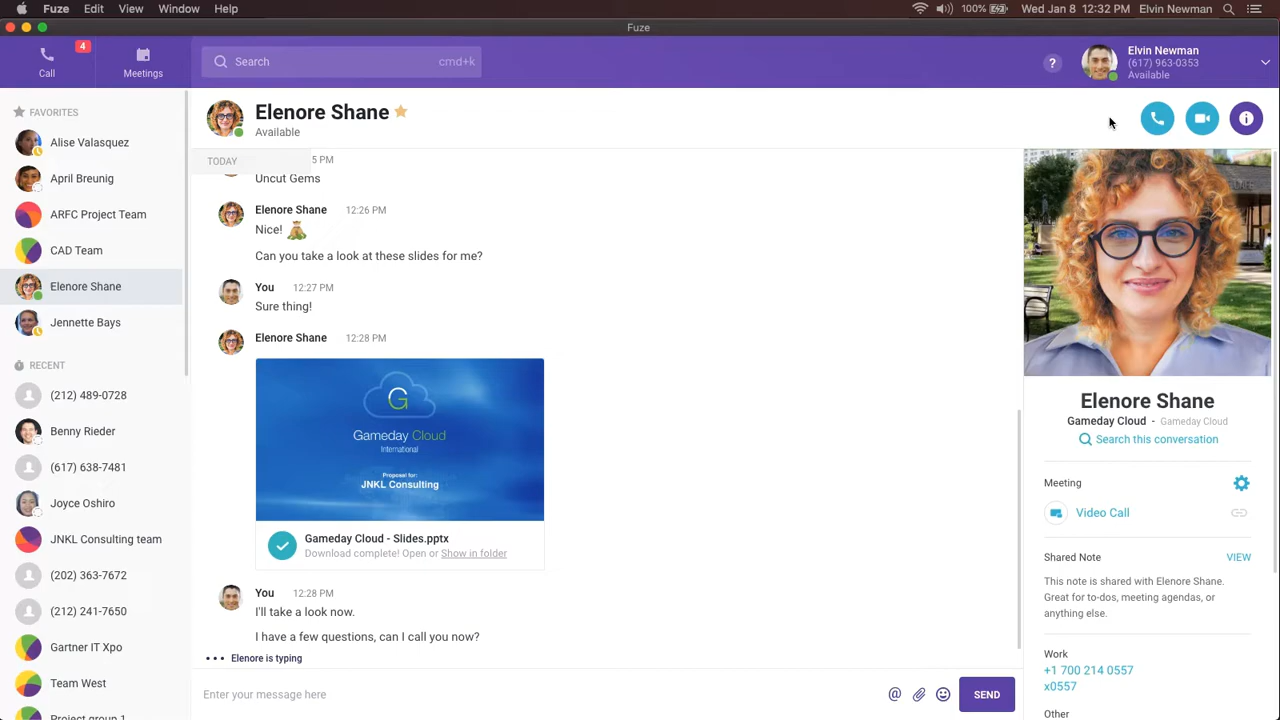 Fuze Edit View Window Help
100% Wed Jan 8 12:32 PM Elvin Newman
Fuze
4
Call
Meetings
Search cmd+k
?
Elvin Newman
(617) 963-0353
Available
FAVORITES
Alise Valasquez
April Breunig
ARFC Project Team
CAD Team
Elenore Shane
Jennette Bays
RECENT
(212) 489-0728
Benny Rieder
(617) 638-7481
Joyce Oshiro
JNKL Consulting team
(202) 363-7672
(212) 241-7650
Gartner IT Xpo
Team West
Project group 1
Elenore Shane
Available
TODAY
5 PM
Uncut Gems
Elenore Shane 12:26 PM
Nice!
Can you take a look at these slides for me?
You 12:27 PM
Sure thing!
Elenore Shane 12:28 PM
G
Gameday Cloud
International
Proposal for:
JNKL Consulting
Gameday Cloud - Slides.pptx
Download complete! Open or Show in folder
You 12:28 PM
I'll take a look now.
I have a few questions, can I call you now?
Elenore is typing
Enter your message here
@
SEND
Elenore Shane
Gameday Cloud - Gameday Cloud
Search this conversation
Meeting
Video Call
Shared Note VIEW
This note is shared with Elenore Shane.
Great for to-dos, meeting agendas, or
anything else.
Work
+1 700 214 0557
x0557
Other